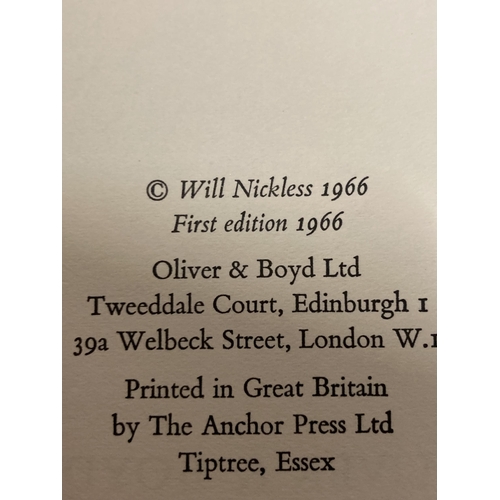 © Will Nickless 1966
First edition 1966
Oliver & Boyd Ltd
Tweeddale Court, Edinburgh 1
39a Welbeck Street, London W.1
Printed in Great Britain
by The Anchor Press Ltd
Tiptree, Essex